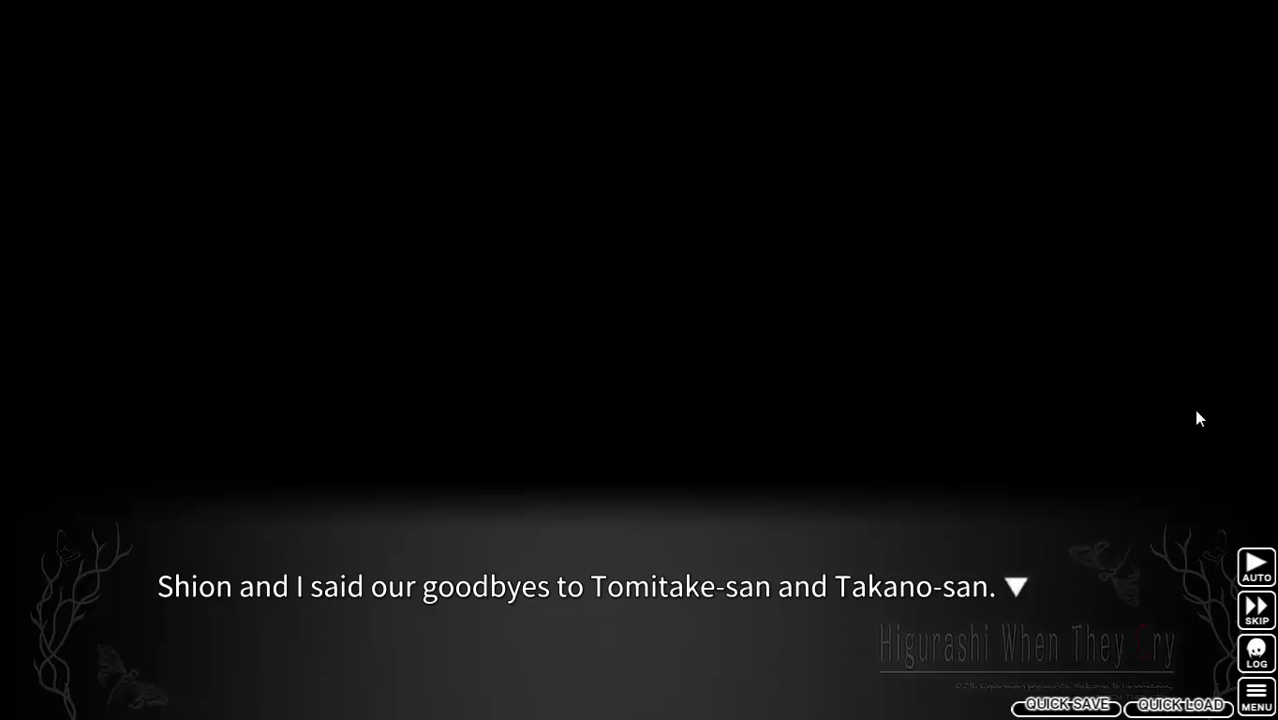 Shion and I said our goodbyes to Tomitake-san and Takano-san.
Higurashi When They Cry
AUTO
SKIP
LOG
MENU
QUICK SAVE
QUICK LOAD